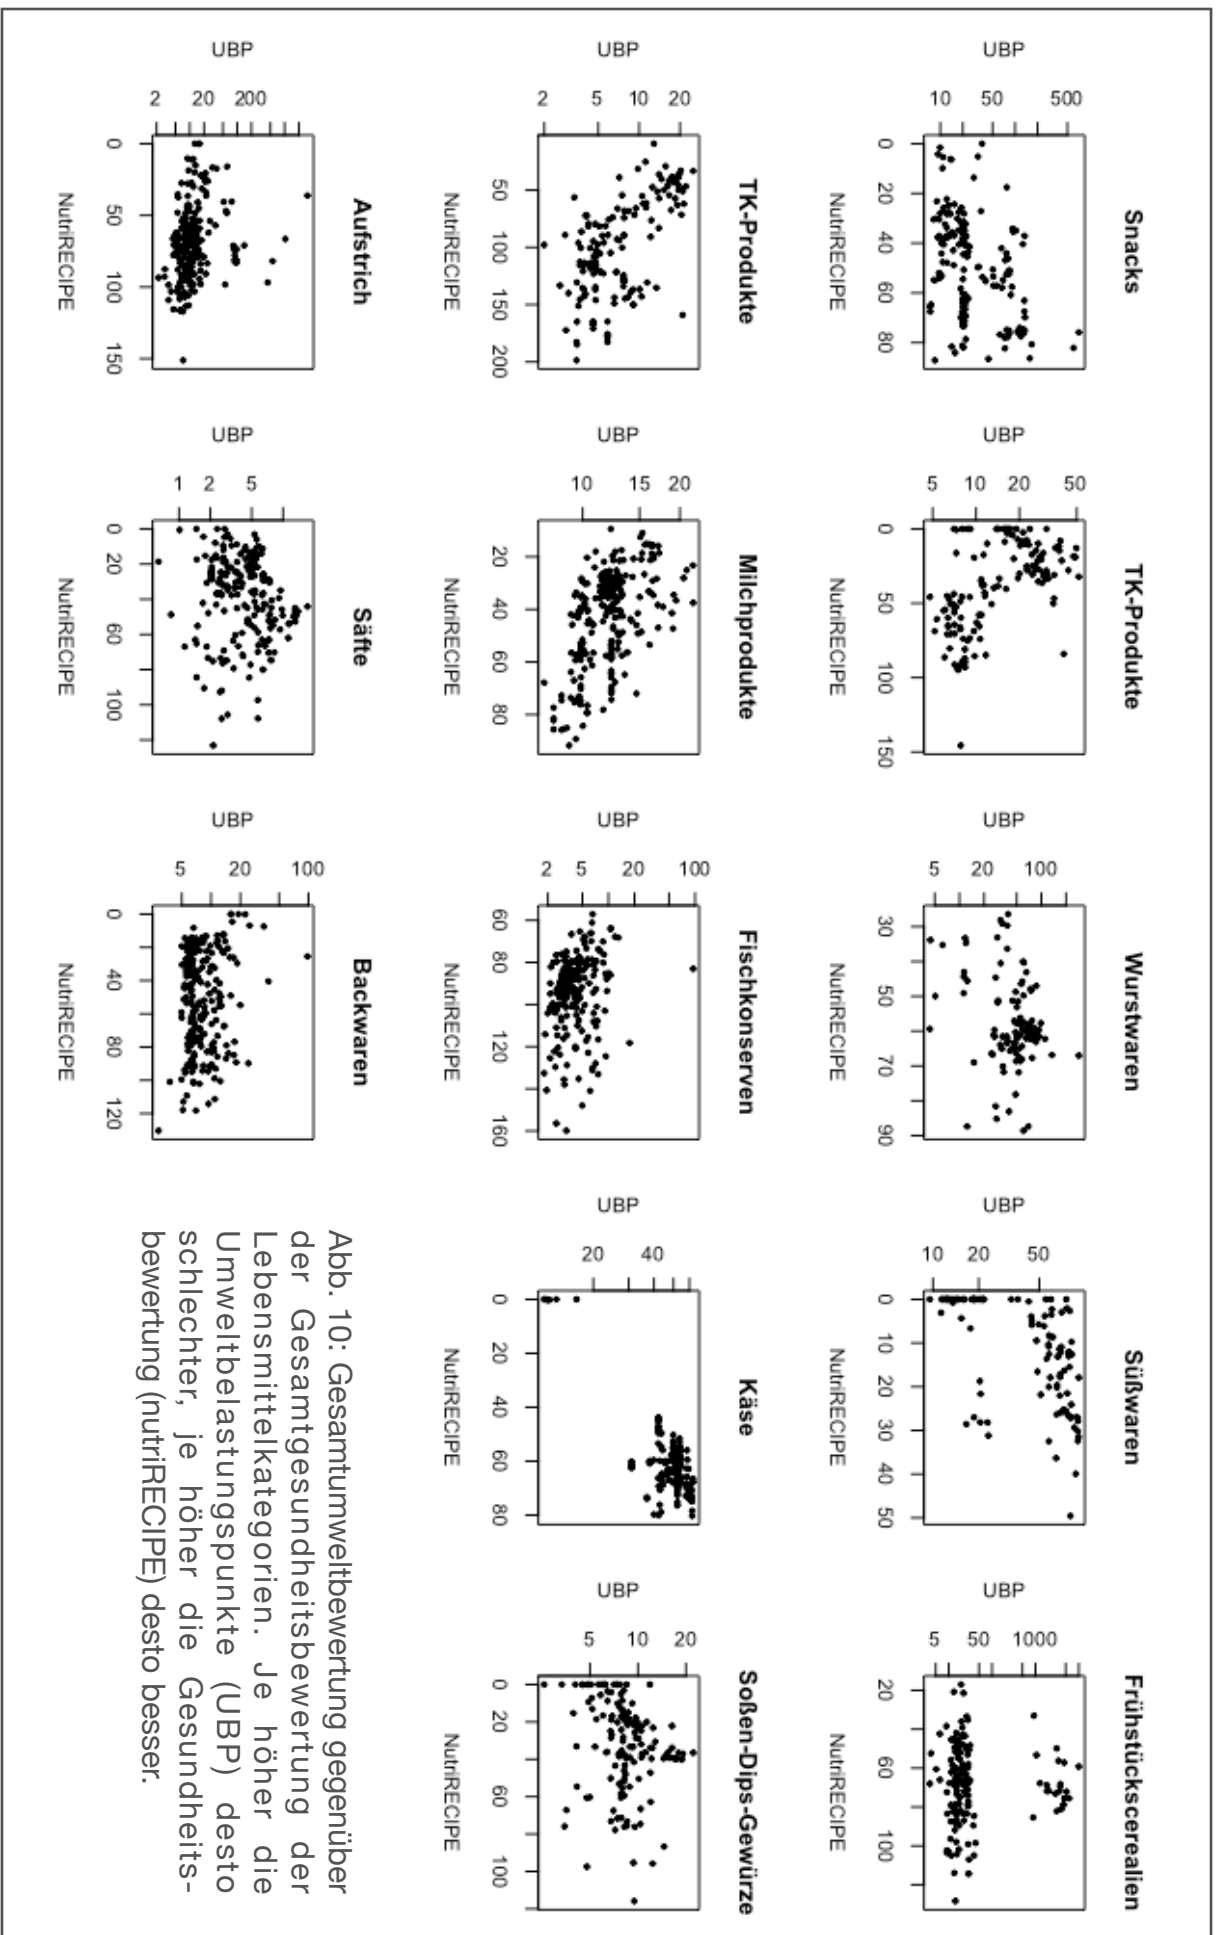 Snacks
UBP
10 50 500
0 20 40 60 80
NutriRECIPE
TK-Produkte
UBP
5 10 20 50
0 50 100 150
NutriRECIPE
Wurstwaren
UBP
5 20 100
30 50 70 90
NutriRECIPE
Süßwaren
UBP
10 20 50
0 10 20 30 40 50
NutriRECIPE
Frühstückscerealien
UBP
5 50 1000
20 60 100
NutriRECIPE
TK-Produkte
UBP
2 5 10 20
50 100 150 200
NutriRECIPE
Milchprodukte
UBP
10 15 20
20 40 60 80
NutriRECIPE
Fischkonserven
UBP
2 5 20 100
60 80 120 160
NutriRECIPE
Käse
UBP
20 40
0 20 40 60 80
NutriRECIPE
Soßen-Dips-Gewürze
UBP
5 10 20
0 20 60 100
NutriRECIPE
Aufstrich
UBP
2 20 200
0 50 100 150
NutriRECIPE
Säfte
UBP
1 2 5
0 20 60 100
NutriRECIPE
Backwaren
UBP
5 20 100
0 40 80 120
NutriRECIPE
Abb. 10: Gesamtumweltbewertung gegenüber
der Gesamtgesundheitsbewertung der
Lebensmittelkategorien. Je höher die
Umweltbelastungspunkte (UBP) desto
schlechter, je höher die Gesundheits-
bewertung (nutriRECIPE) desto besser.